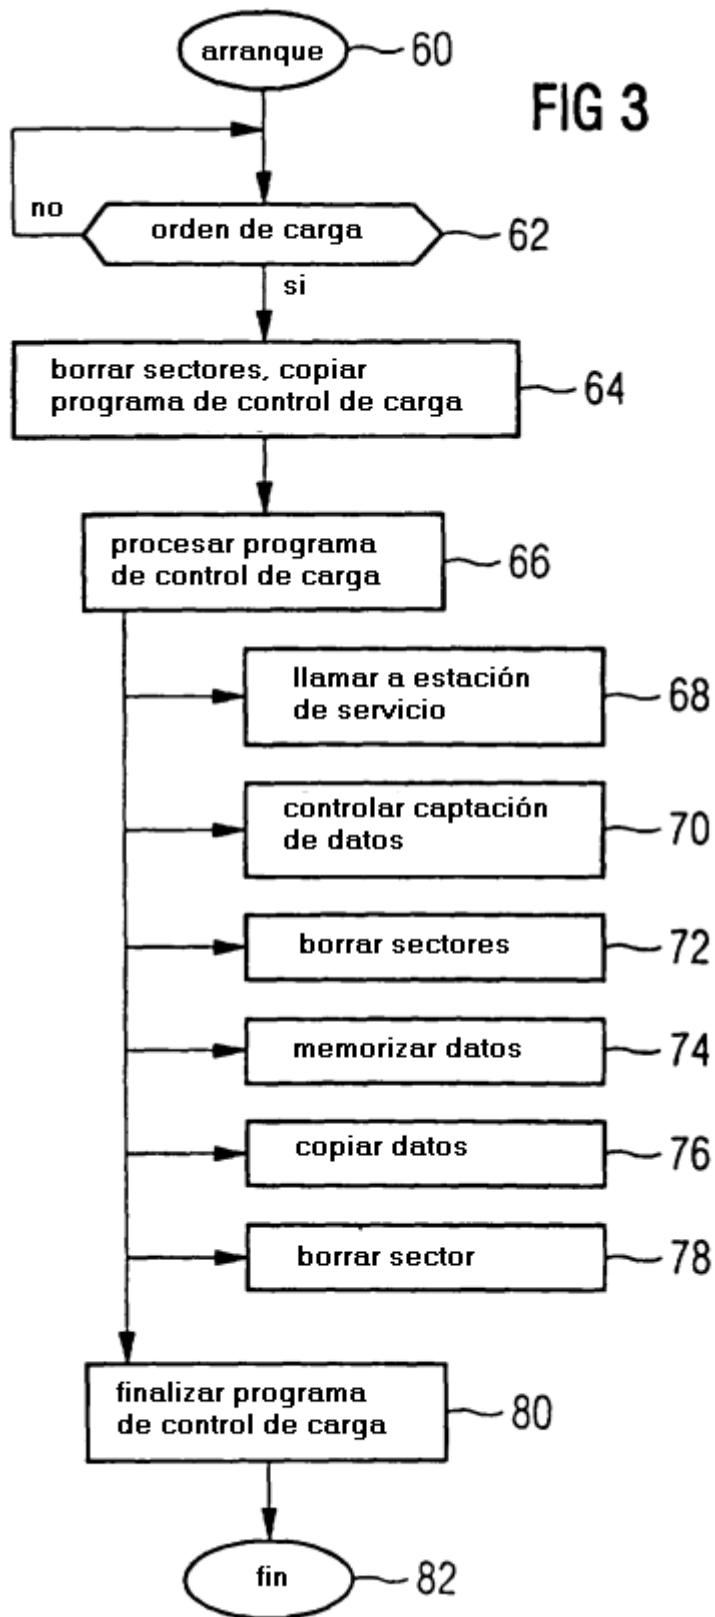 arranque 60
FIG 3
no
orden de carga 62
si
borrar sectores, copiar
programa de control de carga 64
procesar programa
de control de carga 66
llamar a estación
de servicio 68
controlar captación
de datos 70
borrar sectores 72
memorizar datos 74
copiar datos 76
borrar sector 78
finalizar programa
de control de carga 80
fin 82